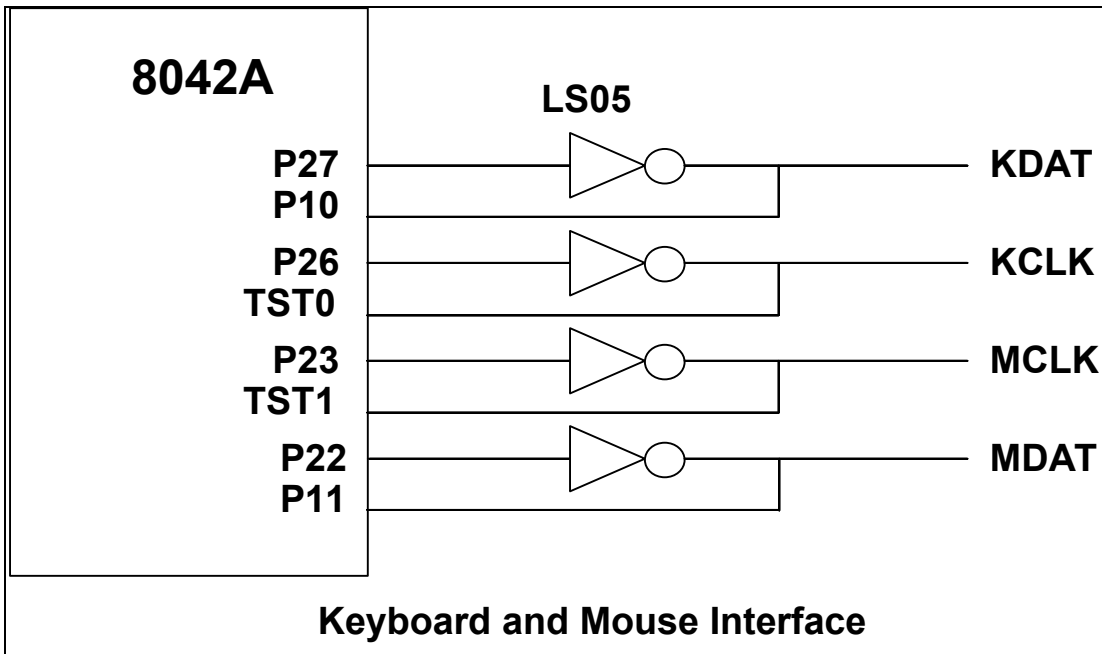 8042A
LS05
P27
KDAT
P10
P26
KCLK
TST0
P23
MCLK
TST1
P22
MDAT
P11
Keyboard and Mouse Interface